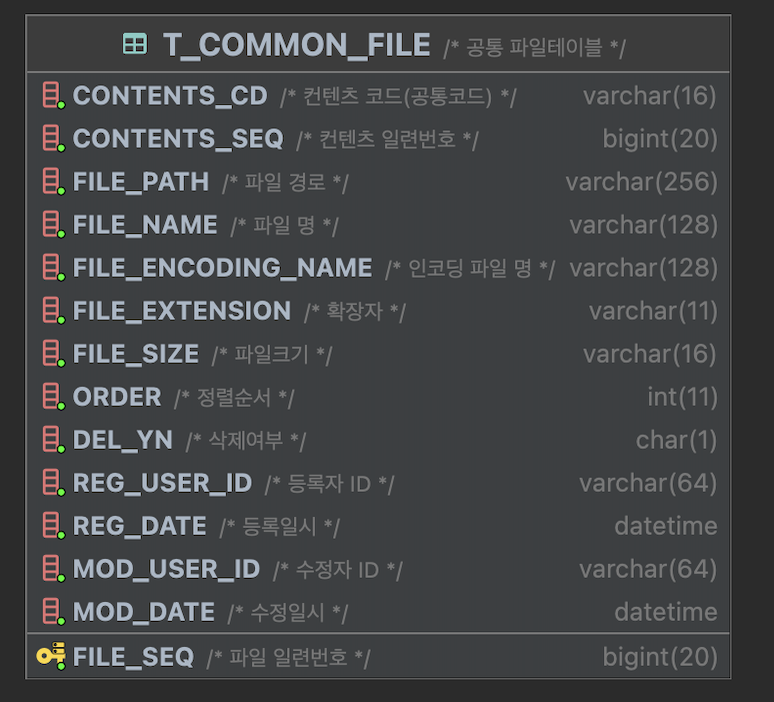 T_COMMON_FILE /* 공통 파일테이블 */
CONTENTS_CD /* 컨텐츠 코드(공통코드) */ varchar(16)
CONTENTS_SEQ /* 컨텐츠 일련번호 */ bigint(20)
FILE_PATH /* 파일 경로 */ varchar(256)
FILE_NAME /* 파일 명 */ varchar(128)
FILE_ENCODING_NAME /* 인코딩 파일 명 */ varchar(128)
FILE_EXTENSION /* 확장자 */ varchar(11)
FILE_SIZE /* 파일크기 */ varchar(16)
ORDER /* 정렬순서 */ int(11)
DEL_YN /* 삭제여부 */ char(1)
REG_USER_ID /* 등록자 ID */ varchar(64)
REG_DATE /* 등록일시 */ datetime
MOD_USER_ID /* 수정자 ID */ varchar(64)
MOD_DATE /* 수정일시 */ datetime
FILE_SEQ /* 파일 일련번호 */ bigint(20)